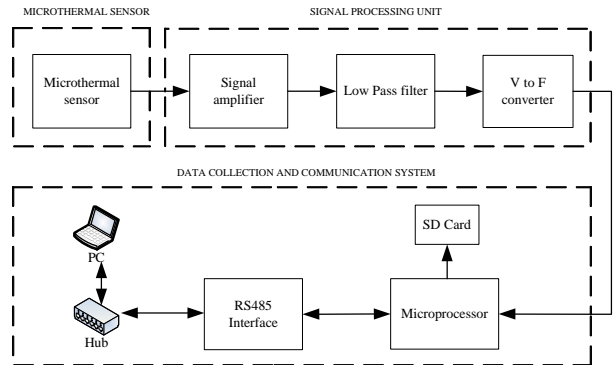 MICROTHERMAL SENSOR
SIGNAL PROCESSING UNIT
Microthermal
sensor
Signal
amplifier
Low Pass filter
V to F
converter
DATA COLLECTION AND COMMUNICATION SYSTEM
SD Card
PC
RS485
Interface
Microprocessor
Hub